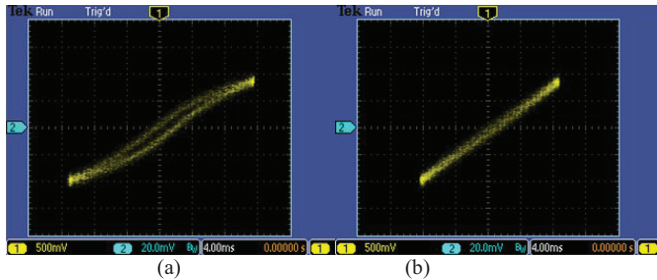 Tek Run Trig'd 1
2
1 500mV 2 20.0mV BW 4.00ms 0.00000 s
(a)
Tek Run Trig'd 1
2
1 500mV 2 20.0mV BW 4.00ms 0.00000 s 1
(b)